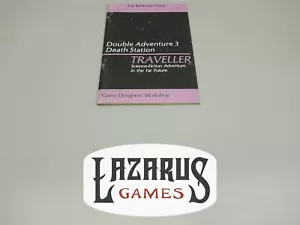 For Referees Only
Double Adventure 3
Death Station
TRAVELLER
Science-Fiction Adventure
in the Far Future
Game Designers' Workshop
LAZARUS
GAMES